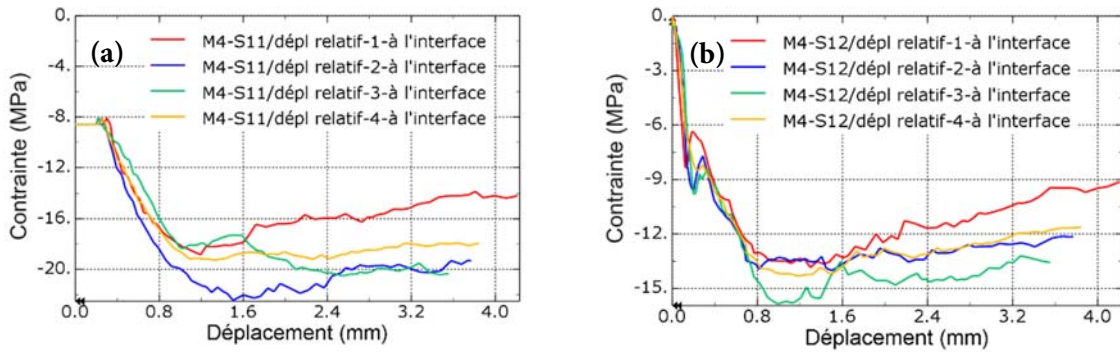 (a)
M4-S11/dépl relatif-1-à l'interface
M4-S11/dépl relatif-2-à l'interface
M4-S11/dépl relatif-3-à l'interface
M4-S11/dépl relatif-4-à l'interface
Contrainte (MPa)
0.
-4.
-8.
-12.
-16.
-20.
0.0
0.8
1.6
2.4
3.2
4.0
Déplacement (mm)
(b)
M4-S12/dépl relatif-1-à l'interface
M4-S12/dépl relatif-2-à l'interface
M4-S12/dépl relatif-3-à l'interface
M4-S12/dépl relatif-4-à l'interface
Contrainte (MPa)
0.
-3.
-6.
-9.
-12.
-15.
0.0
0.8
1.6
2.4
3.2
4.0
Déplacement (mm)